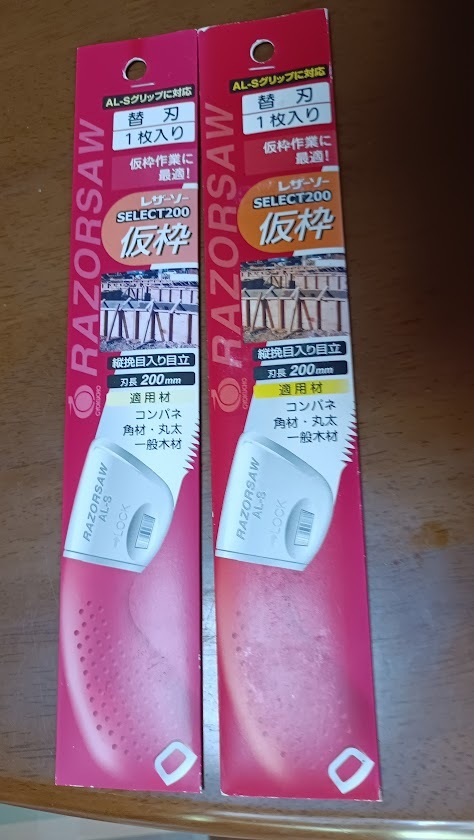 AL-Sグリップに対応
替 刃
1枚入り
仮枠作業に
最適!
RAZORSAW
レザーソー
SELECT200
仮枠
縦挽目入り目立
刃長 200mm
適用材
コンパネ
角材・丸太
一般木材
RAZORSAW
AL-S
→LOCK
AL-Sグリップに対応
替 刃
1枚入り
仮枠作業に
最適!
RAZORSAW
レザーソー
SELECT200
仮枠
縦挽目入り目立
刃長 200mm
適用材
コンパネ
角材・丸太
一般木材
RAZORSAW
AL-S
→LOCK